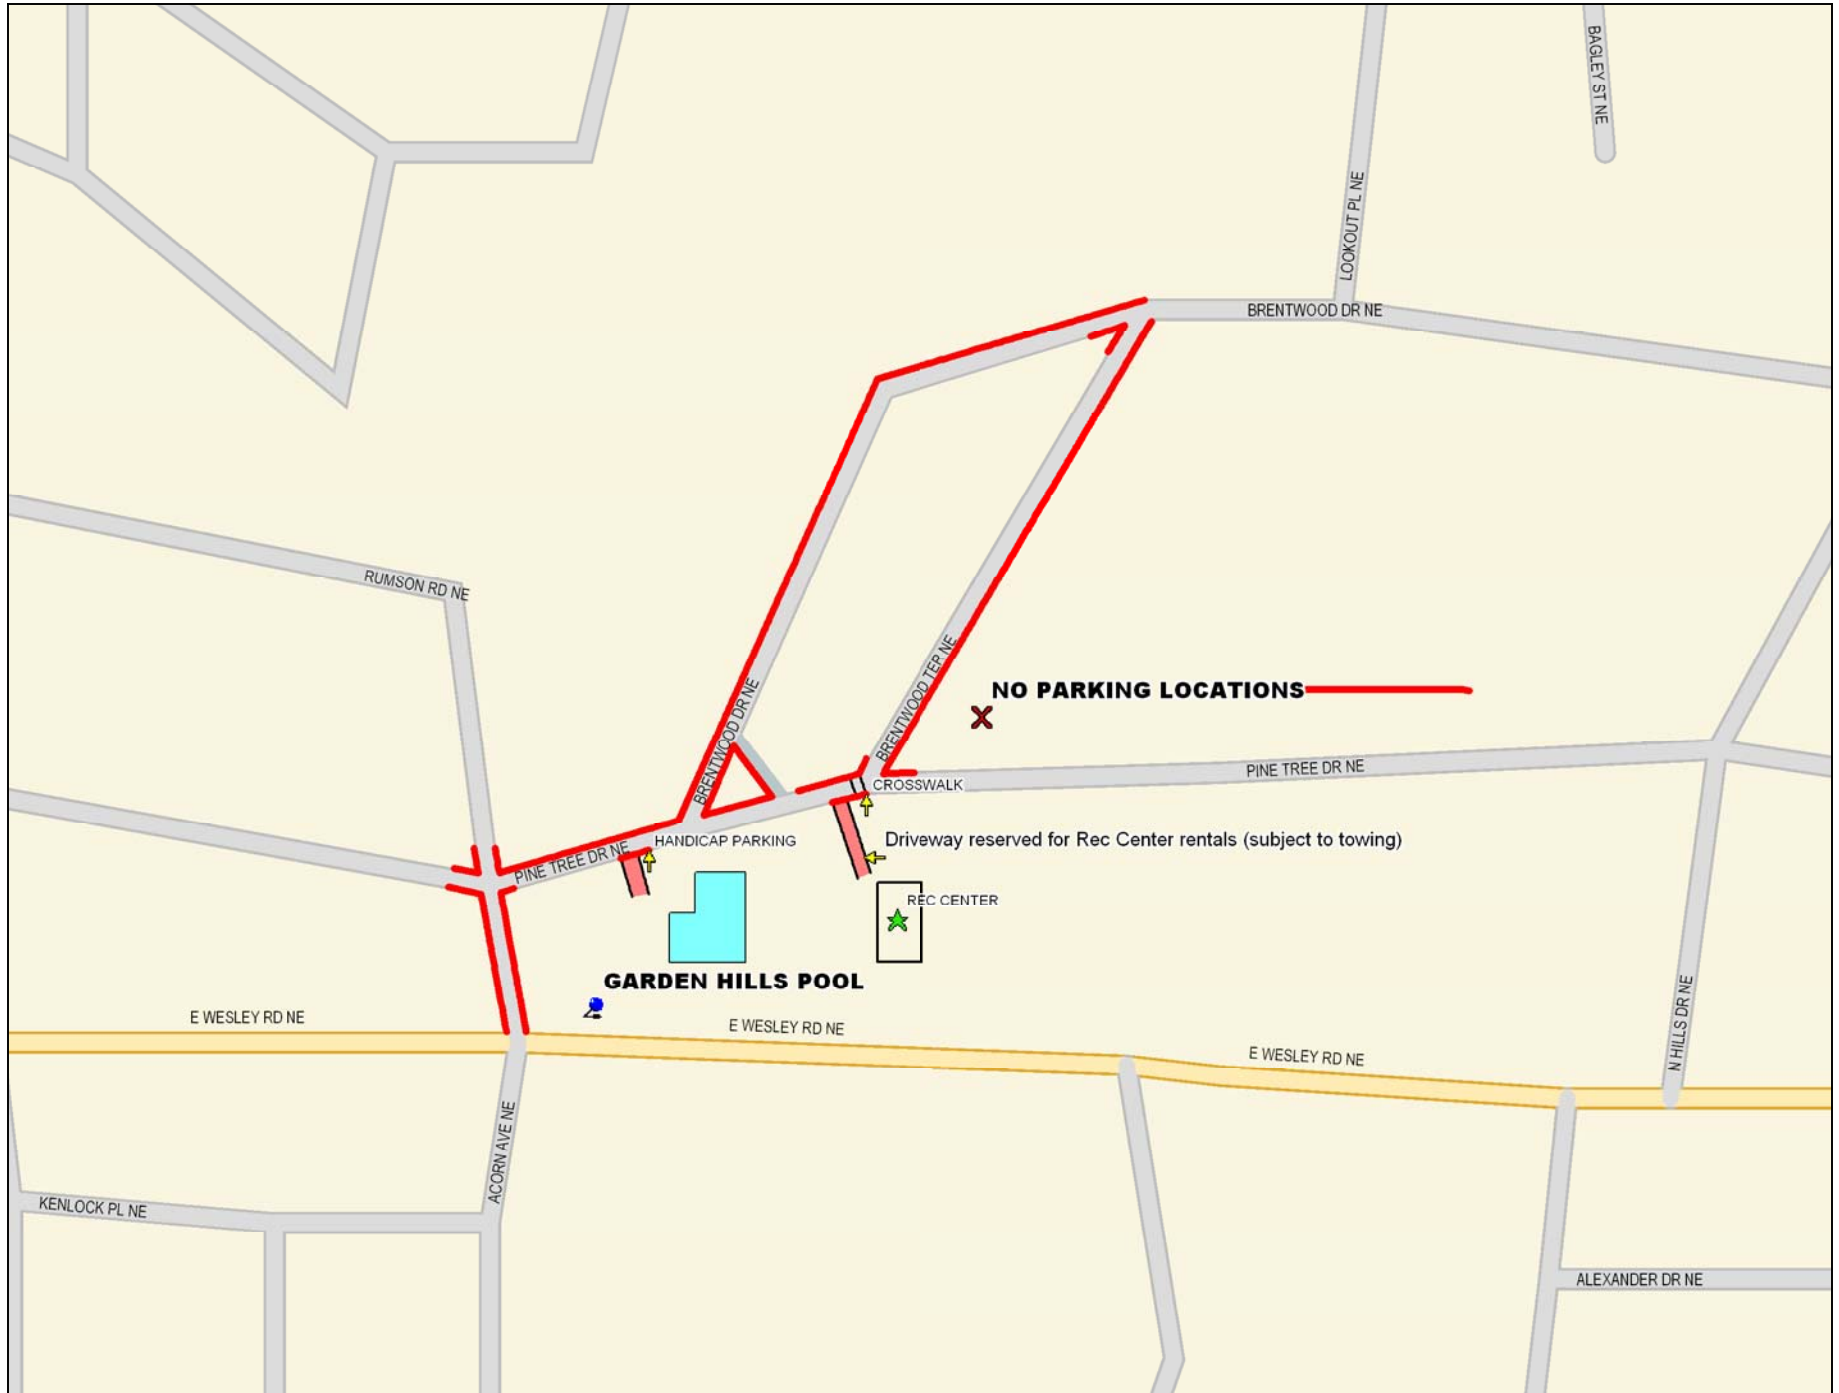 BAGLEY ST NE
LOOKOUT PL NE
BRENTWOOD DR NE
RUMSON RD NE
BRENTWOOD TER NE
BRENTWOOD DR NE
NO PARKING LOCATIONS
PINE TREE DR NE
CROSSWALK
HANDICAP PARKING
Driveway reserved for Rec Center rentals (subject to towing)
PINE TREE DR NE
REC CENTER
GARDEN HILLS POOL
E WESLEY RD NE
E WESLEY RD NE
E WESLEY RD NE
N HILLS DR NE
ACORN AVE NE
KENLOCK PL NE
ALEXANDER DR NE